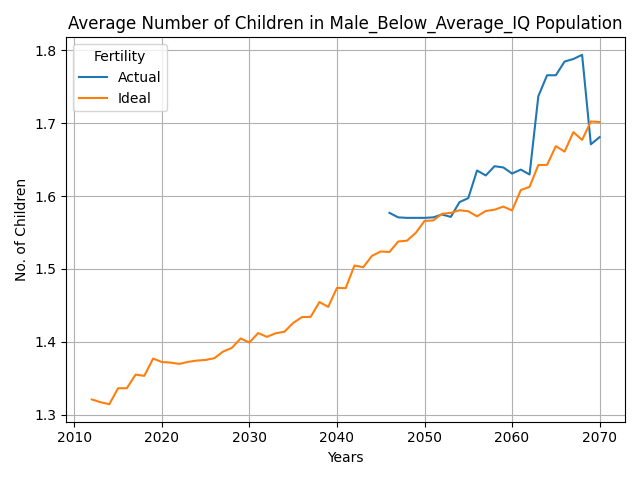 Average Number of Children in Male_Below_Average_IQ Population
Fertility
Actual
Ideal
No. of Children
1.8
1.7
1.6
1.5
1.4
1.3
2010 2020 2030 2040 2050 2060 2070
Years